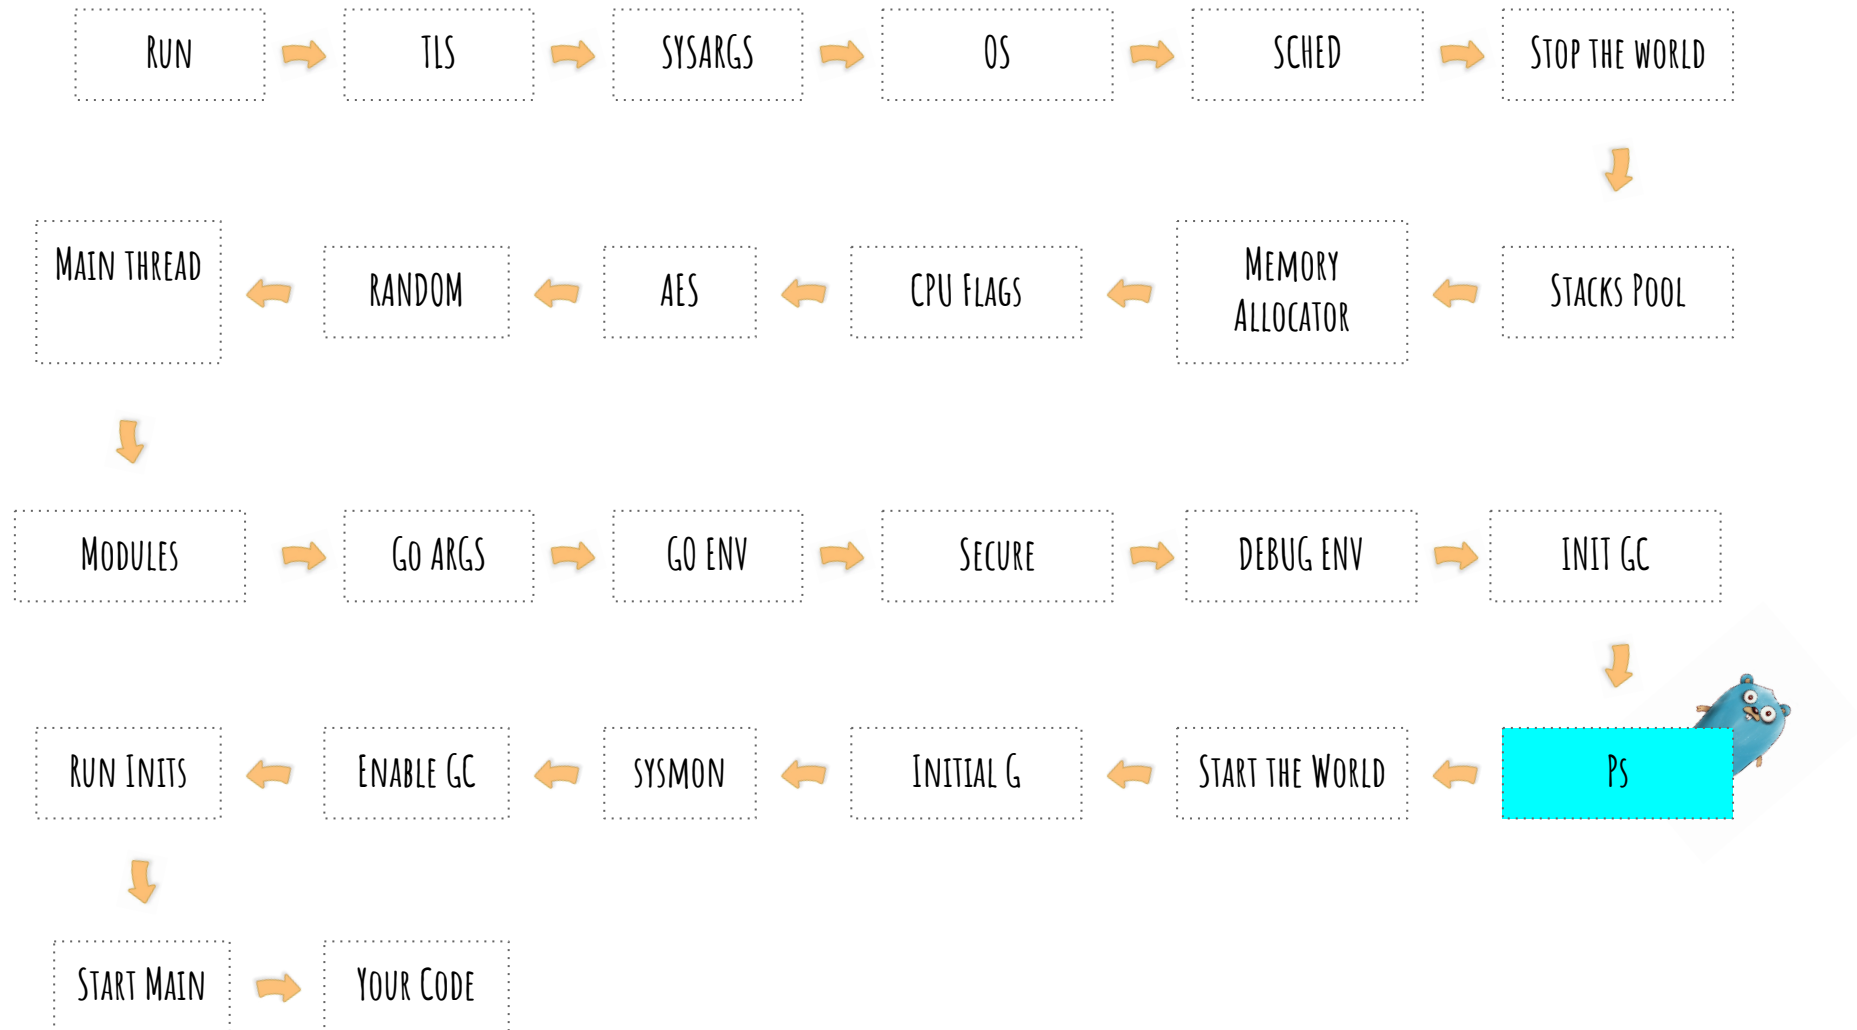 Run
TLS
SYSARGS
OS
SCHED
Stop the world
Stacks Pool
Memory
Allocator
CPU Flags
AES
RANDOM
Main thread
Modules
Go ARGS
GO ENV
Secure
DEBUG ENV
INIT GC
Ps
Start the World
Initial G
sysmon
Enable GC
Run Inits
Start Main
Your Code